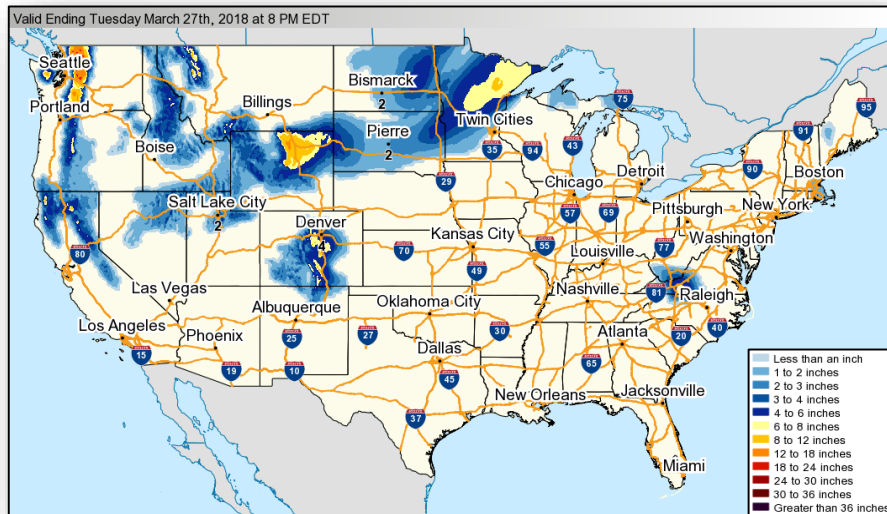 Valid Ending Tuesday March 27th, 2018 at 8 PM EDT
Seattle
Portland
Billings
Bismarck
2
75
95
Twin Cities
Pierre
2
91
Boise
35
94
43
90
Boston
29
Chicago
Detroit
New York
Salt Lake City
2
57
69
Pittsburgh
Denver
4
80
70
Kansas City
55
77
Washington
Louisville
49
Las Vegas
81
Raleigh
Nashville
Albuquerque
Oklahoma City
Los Angeles
Phoenix
25
27
30
Atlanta
20
40
15
Dallas
65
19
10
45
New Orleans
Jacksonville
37
Miami
Less than an inch
1 to 2 inches
2 to 3 inches
3 to 4 inches
4 to 6 inches
6 to 8 inches
8 to 12 inches
12 to 18 inches
18 to 24 inches
24 to 30 inches
30 to 36 inches
Greater than 36 inches